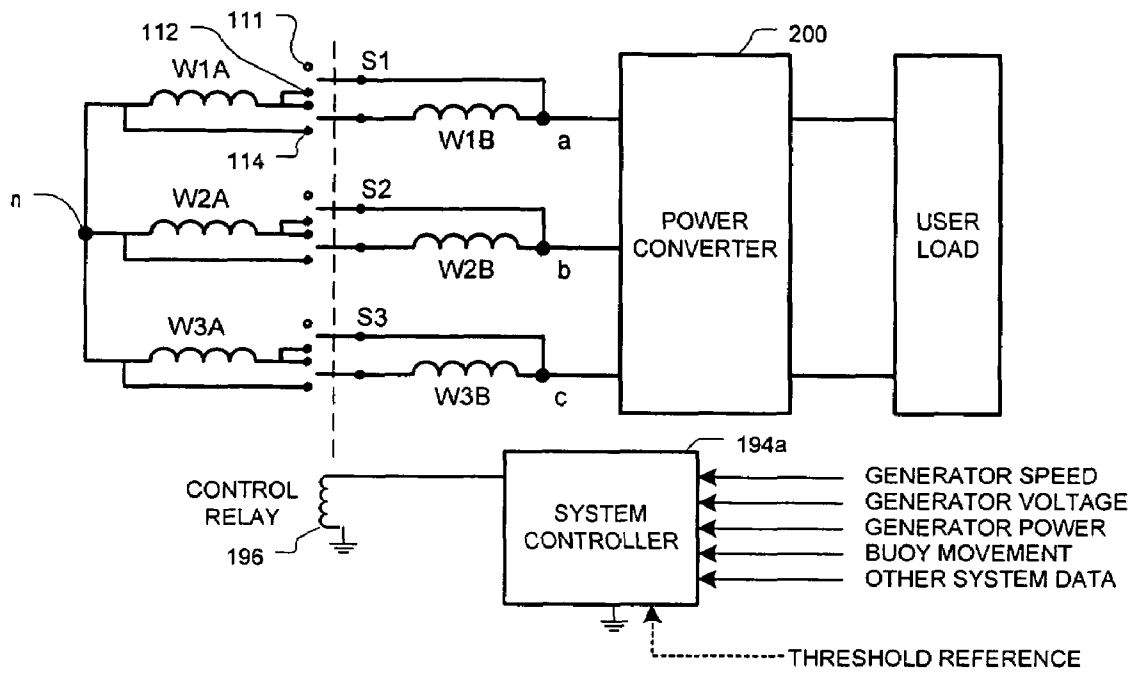 111
112
200
W1A
S1
W1B
a
114
n
W2A
S2
W2B
b
POWER
CONVERTER
USER
LOAD
W3A
S3
W3B
c
194a
CONTROL
RELAY
196
SYSTEM
CONTROLLER
GENERATOR SPEED
GENERATOR VOLTAGE
GENERATOR POWER
BUOY MOVEMENT
OTHER SYSTEM DATA
THRESHOLD REFERENCE